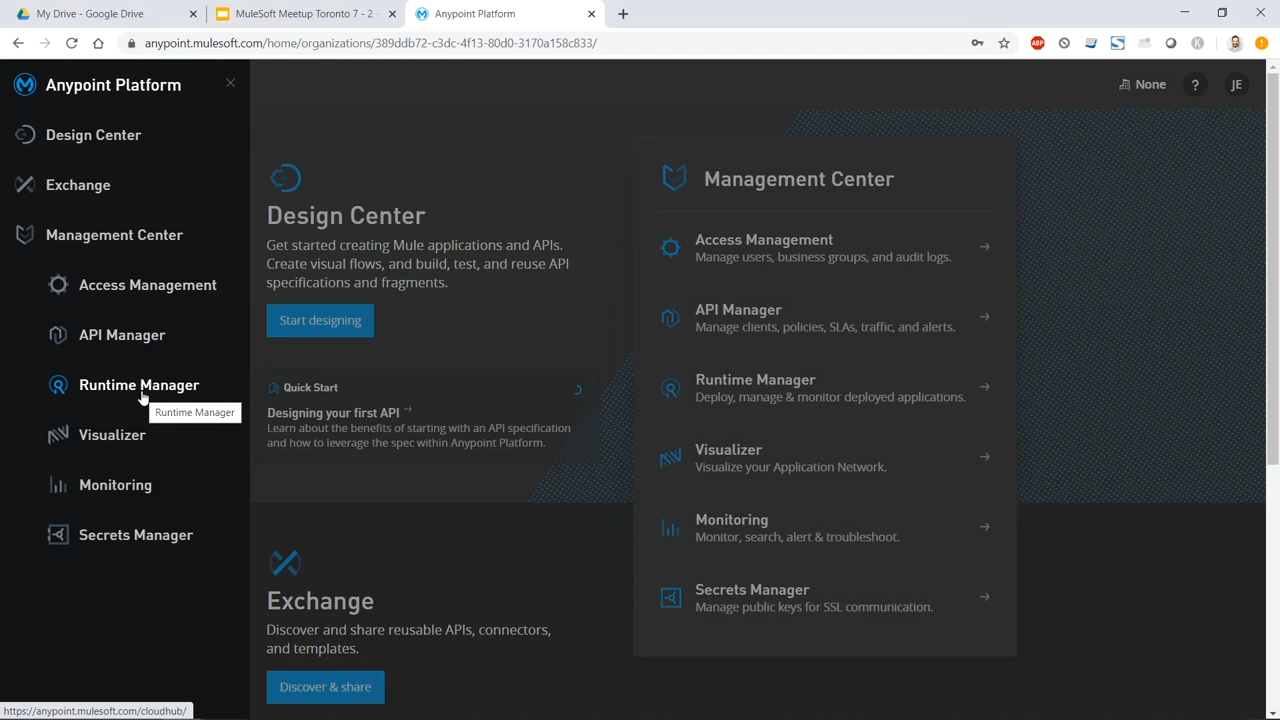 My Drive - Google Drive
MuleSoft Meetup Toronto 7 - 2
Anypoint Platform
anypoint.mulesoft.com/home/organizations/389ddb72-c3dc-4f13-80d0-3170a158c833/
ABP
Anypoint Platform
None
?
JE
Design Center
Exchange
Management Center
Access Management
API Manager
Runtime Manager
Runtime Manager
Visualizer
Monitoring
Secrets Manager
https://anypoint.mulesoft.com/cloudhub/
Design Center
Get started creating Mule applications and APIs.
Create visual flows, and build, test, and reuse API
specifications and fragments.
Start designing
Quick Start
Designing your first API
Learn about the benefits of starting with an API specification
and how to leverage the spec within Anypoint Platform.
Exchange
Discover and share reusable APIs, connectors,
and templates.
Discover & share
Management Center
Access Management
Manage users, business groups, and audit logs.
API Manager
Manage clients, policies, SLAs, traffic, and alerts.
Runtime Manager
Deploy, manage & monitor deployed applications.
Visualizer
Visualize your Application Network.
Monitoring
Monitor, search, alert & troubleshoot.
Secrets Manager
Manage public keys for SSL communication.